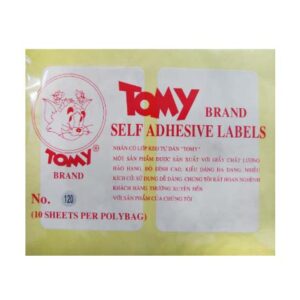 TOMY BRAND
SELF ADHESIVE LABELS
NHÃN CÓ LỚP KEO TỰ DÁN "TOMY"
MỌI SẢN PHẨM ĐƯỢC SẢN XUẤT VỚI GIẤY CHẤT LƯỢNG
HẢO HẠNG. ĐỘ DÍNH CAO, KIỂU DÁNG ĐA DẠNG, NHIỀU
KÍCH CỠ. SỬ DỤNG DỄ DÀNG. CHÚNG TÔI RẤT HOAN NGHÊNH
KHÁCH HÀNG THƯỜNG XUYÊN ĐẾN
VỚI SẢN PHẨM CỦA CHÚNG TÔI
TOMY
BRAND
No. 120
(10 SHEETS PER POLYBAG)